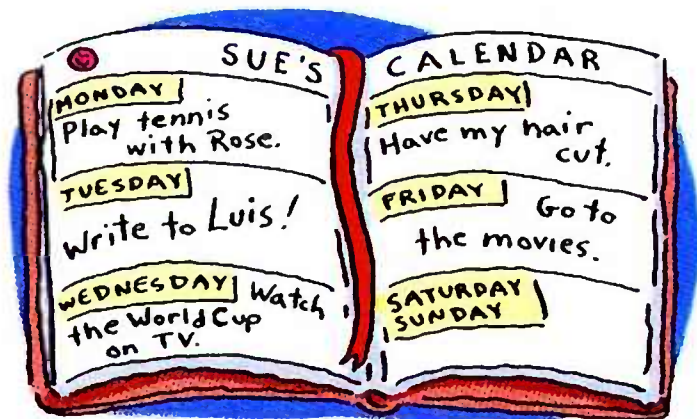 SUE'S CALENDAR
MONDAY
Play tennis
with Rose.
TUESDAY
Write to Luis!
WEDNESDAY Watch
the World Cup
on TV.
THURSDAY
Have my hair
cut.
FRIDAY Go to
the movies.
SATURDAY
SUNDAY